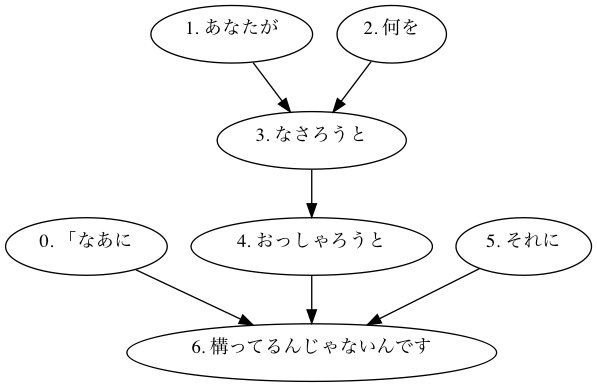 1. あなたが
2. 何を
3. なさろうと
0. 「なあに
4. おっしゃろうと
5. それに
6. 構ってるんじゃないんです